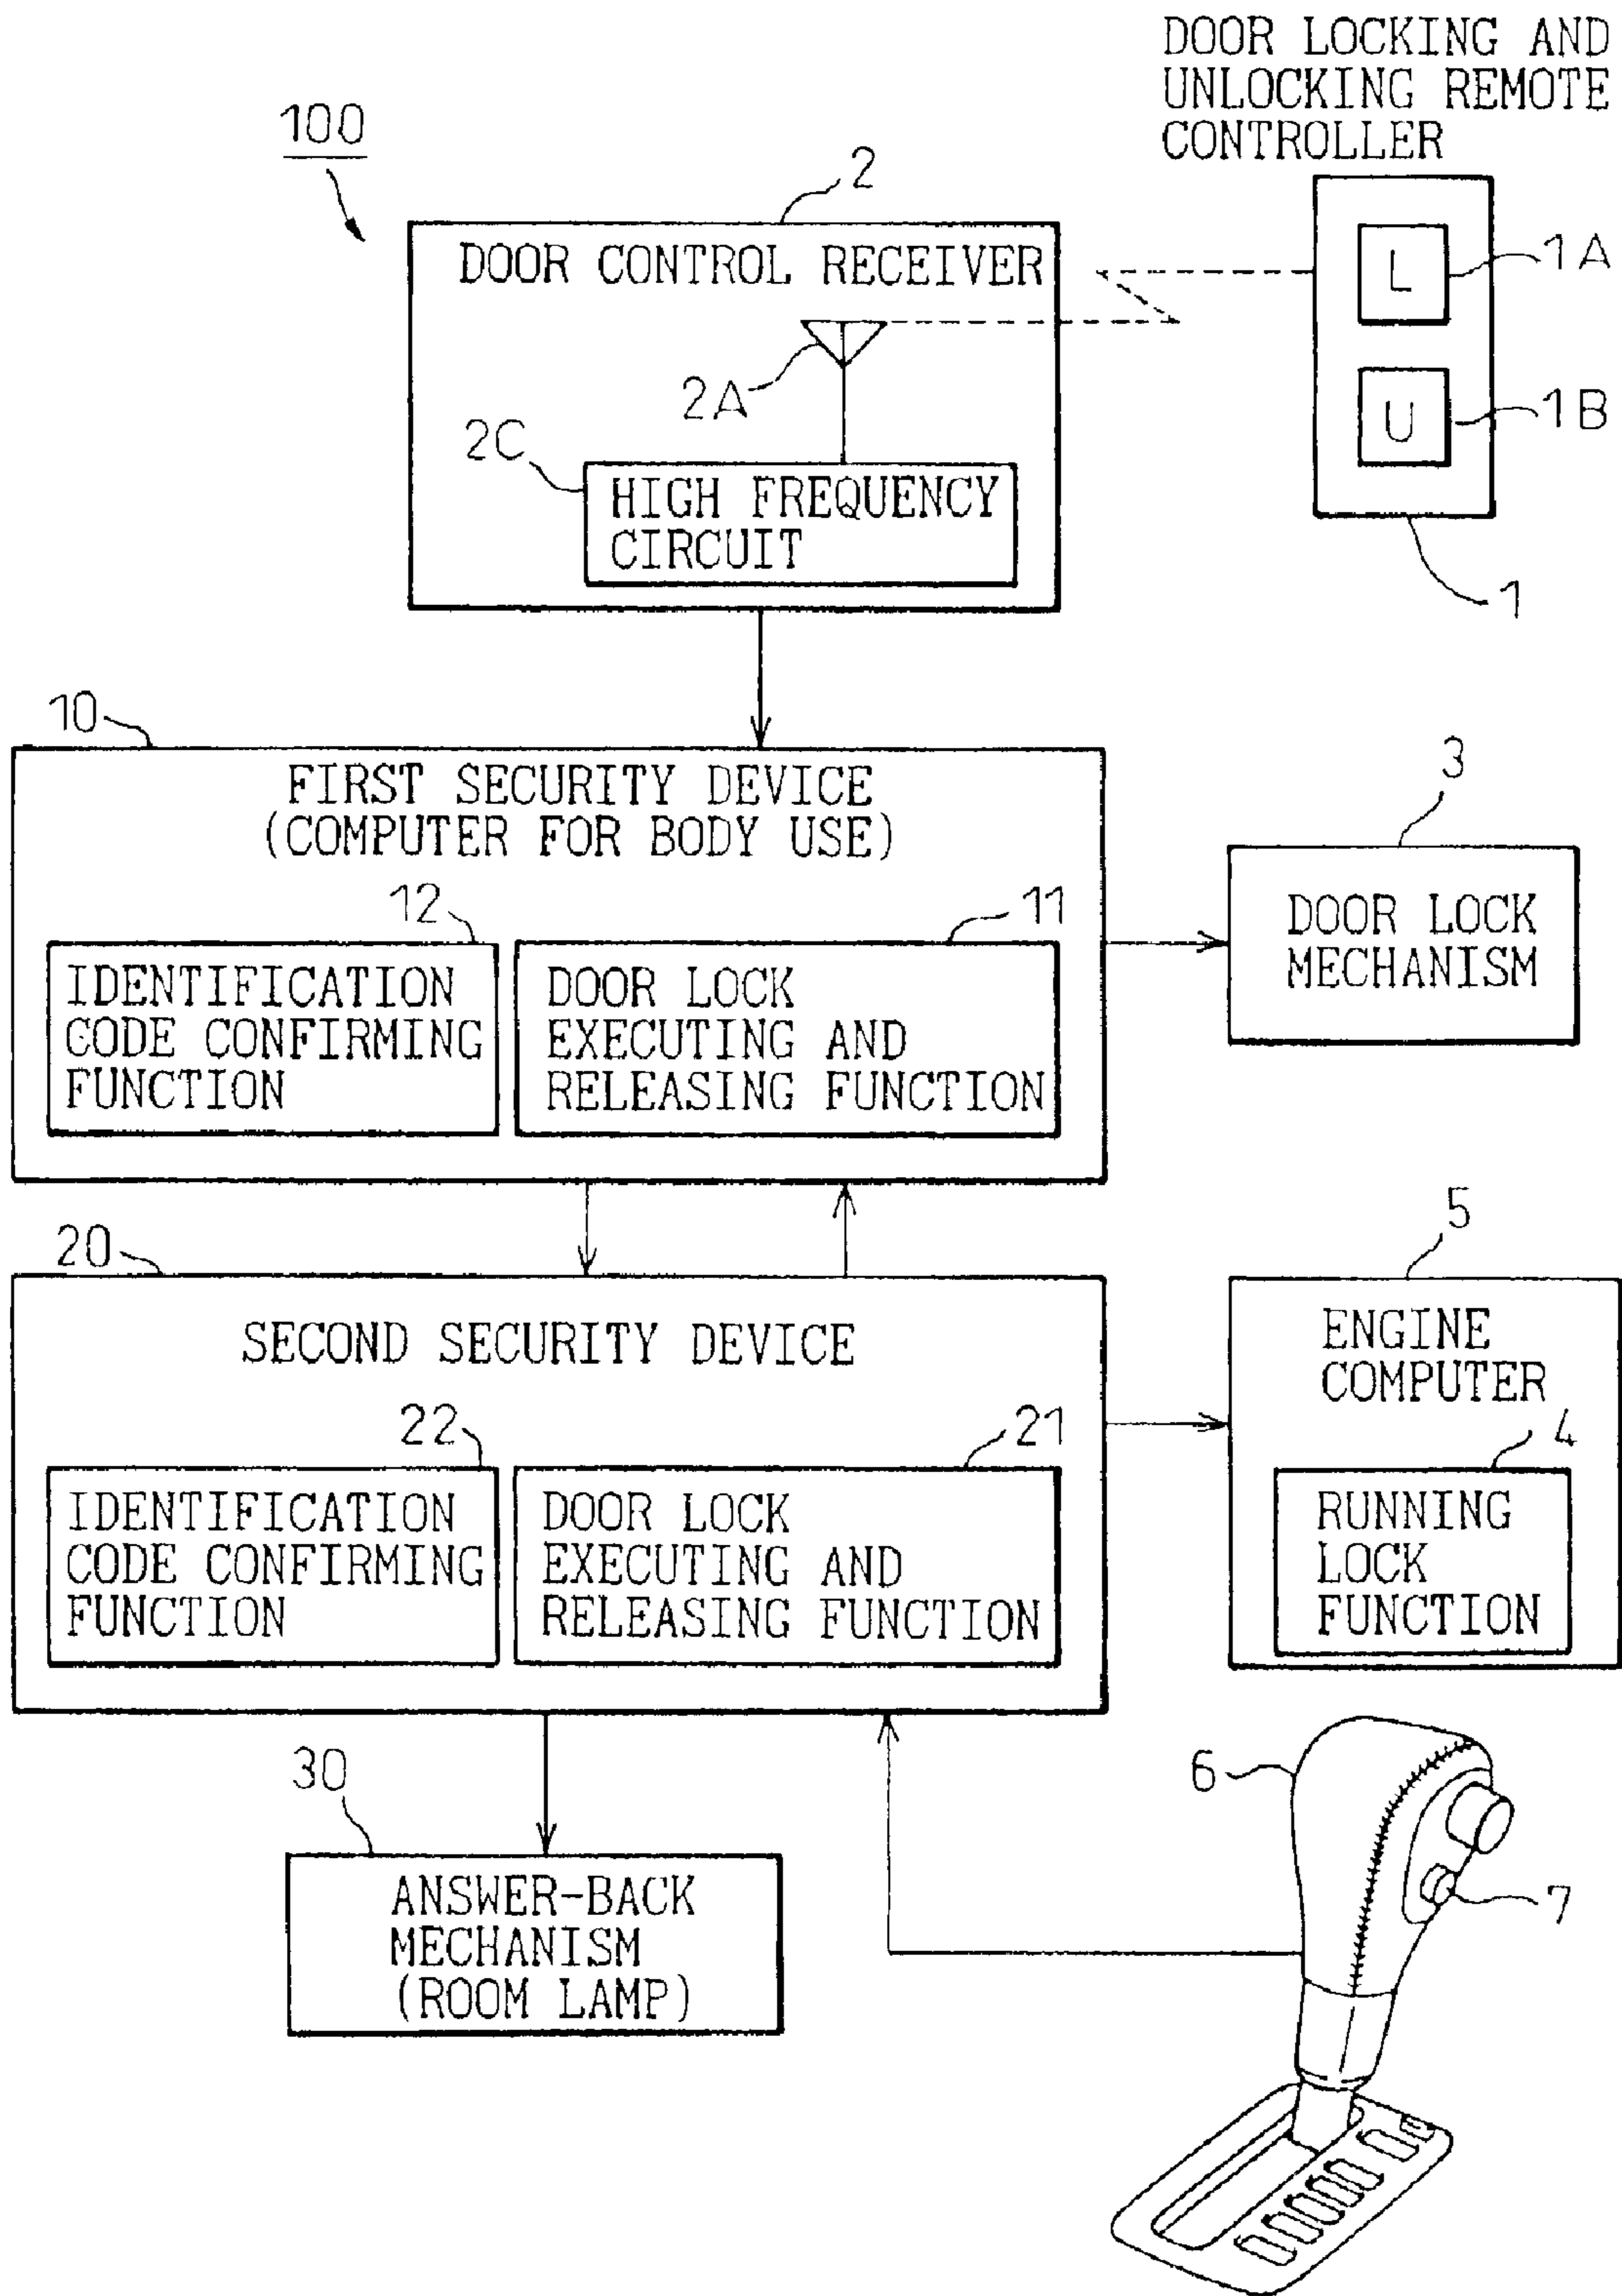 DOOR LOCKING AND
UNLOCKING REMOTE
CONTROLLER
100
2
DOOR CONTROL RECEIVER
L
1A
2A
U
1B
2C
HIGH FREQUENCY
CIRCUIT
1
10
FIRST SECURITY DEVICE
(COMPUTER FOR BODY USE)
3
12
11
DOOR LOCK
MECHANISM
IDENTIFICATION
CODE CONFIRMING
FUNCTION
DOOR LOCK
EXECUTING AND
RELEASING FUNCTION
20
5
SECOND SECURITY DEVICE
ENGINE
COMPUTER
22
21
4
IDENTIFICATION
CODE CONFIRMING
FUNCTION
DOOR LOCK
EXECUTING AND
RELEASING FUNCTION
RUNNING
LOCK
FUNCTION
30
6
ANSWER-BACK
MECHANISM
(ROOM LAMP)
7